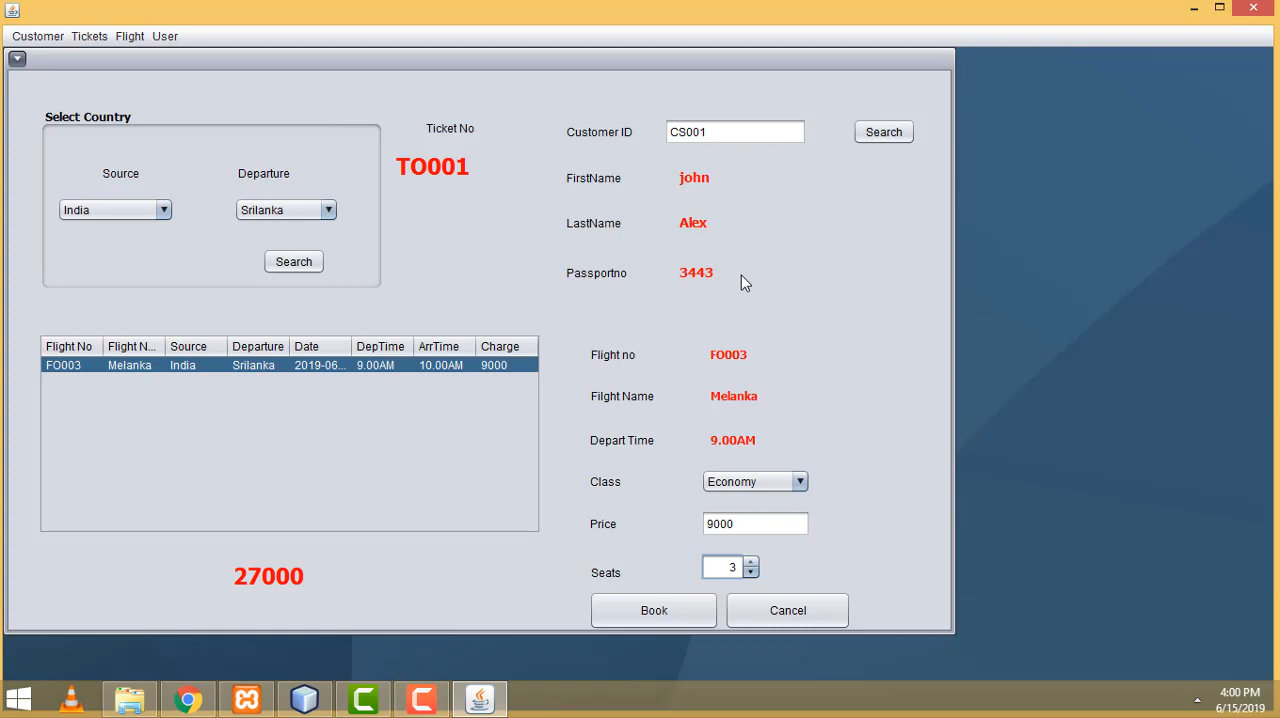 Customer Tickets Flight User
Select Country
Source Departure
India Srilanka
Search
Ticket No
TO001
Customer ID CS001 Search
FirstName john
LastName Alex
Passportno 3443
Flight No Flight N... Source Departure Date DepTime ArrTime Charge
FO003 Melanka India Srilanka 2019-06... 9.00AM 10.00AM 9000
27000
Flight no FO003
Filght Name Melanka
Depart Time 9.00AM
Class Economy
Price 9000
Seats 3
Book Cancel
4:00 PM
6/15/2019